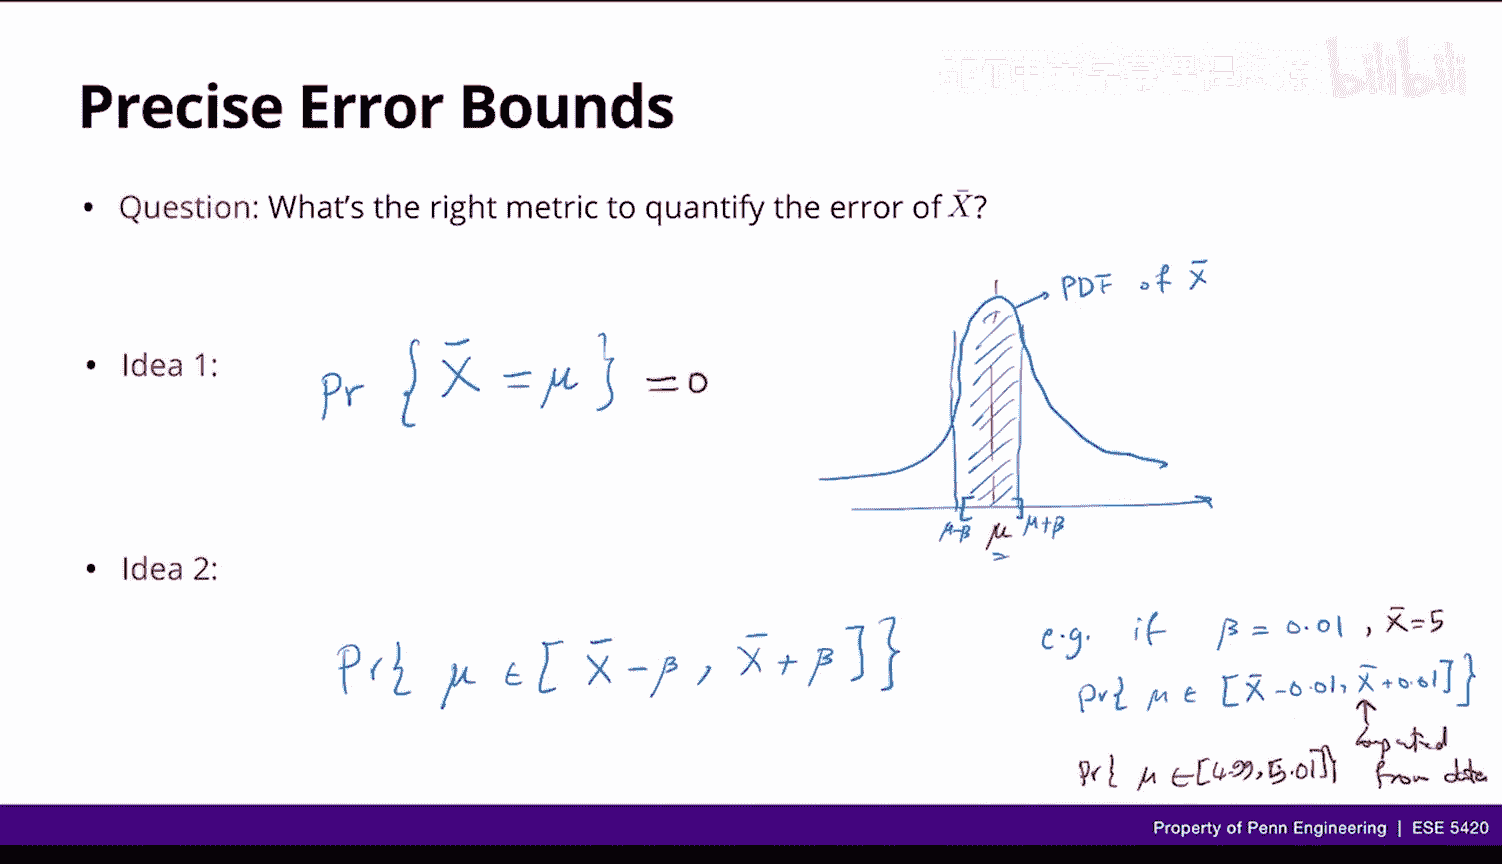 Precise Error Bounds
bilibili
• Question: What's the right metric to quantify the error of X̄?
PDF of X̄
• Idea 1:
Pr { X̄ = μ } = 0
μ-β μ μ+β
• Idea 2:
Pr{ μ ∈ [ X̄ - β , X̄ + β ] }
e.g. if β = 0.01 , X̄ = 5
Pr{ μ ∈ [X̄ - 0.01, X̄ + 0.01] }
computed
from data
Pr{ μ ∈ [4.99, 5.01] }
Property of Penn Engineering | ESE 5420